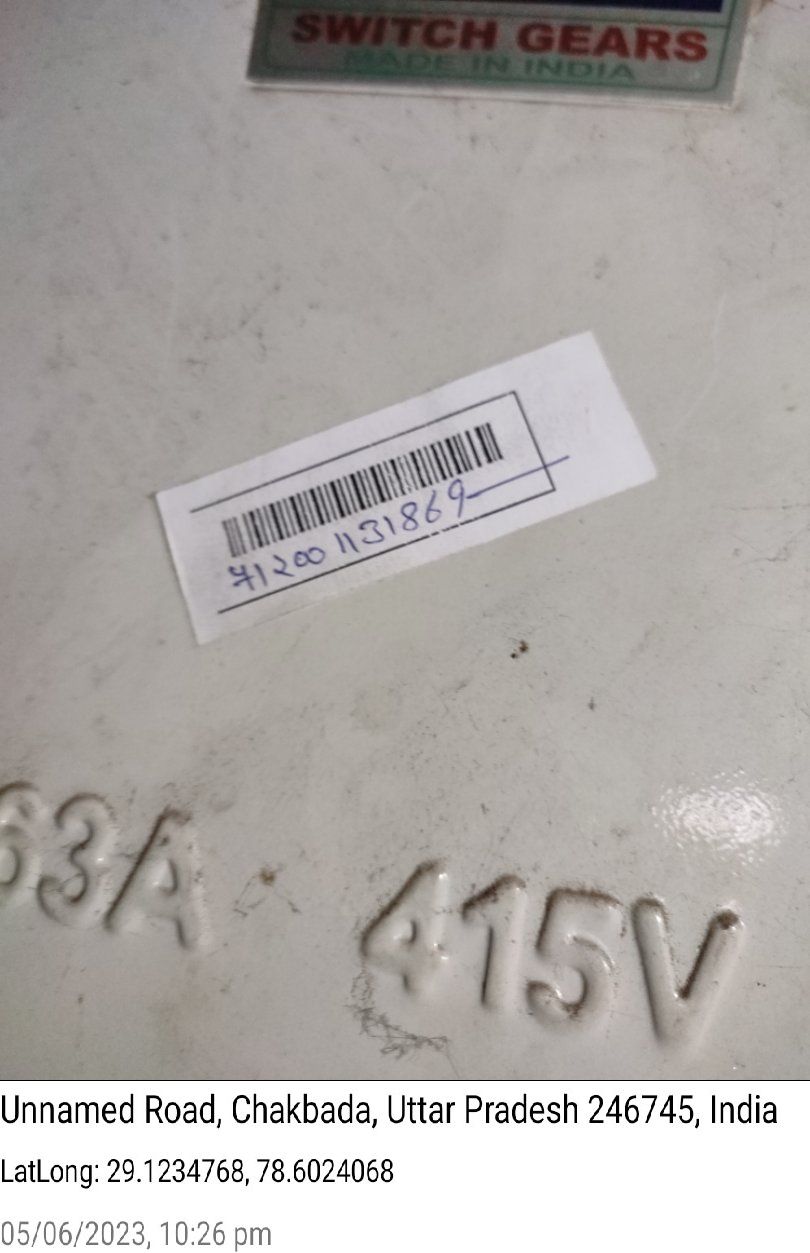 SWITCH GEARS
MADE IN INDIA
712001131869
63A 415V
Unnamed Road, Chakbada, Uttar Pradesh 246745, India
LatLong: 29.1234768, 78.6024068
05/06/2023, 10:26 pm